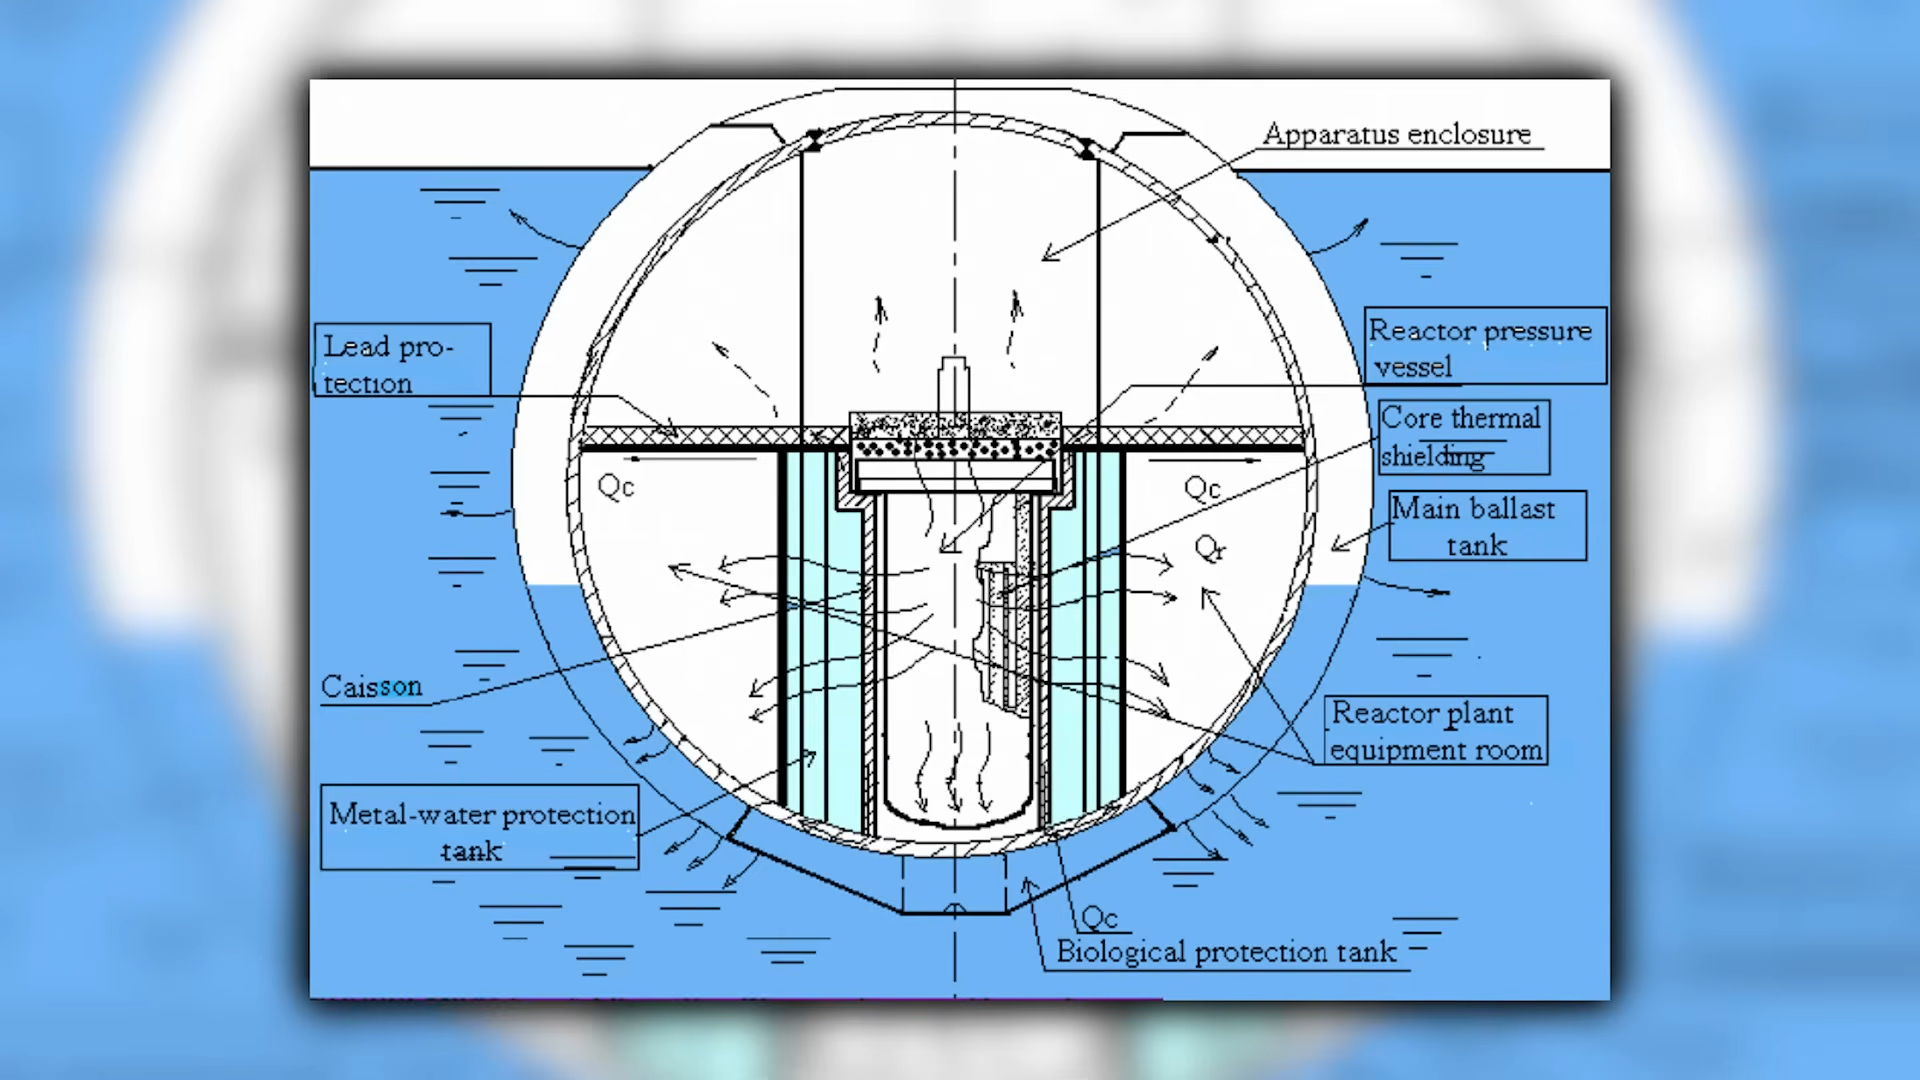 Apparatus enclosure
Lead pro-
tection
Reactor pressure
vessel
Core thermal
shielding
Qc
Qc
Main ballast
tank
Qr
Caisson
Reactor plant
equipment room
Metal-water protection
tank
Qc
Biological protection tank